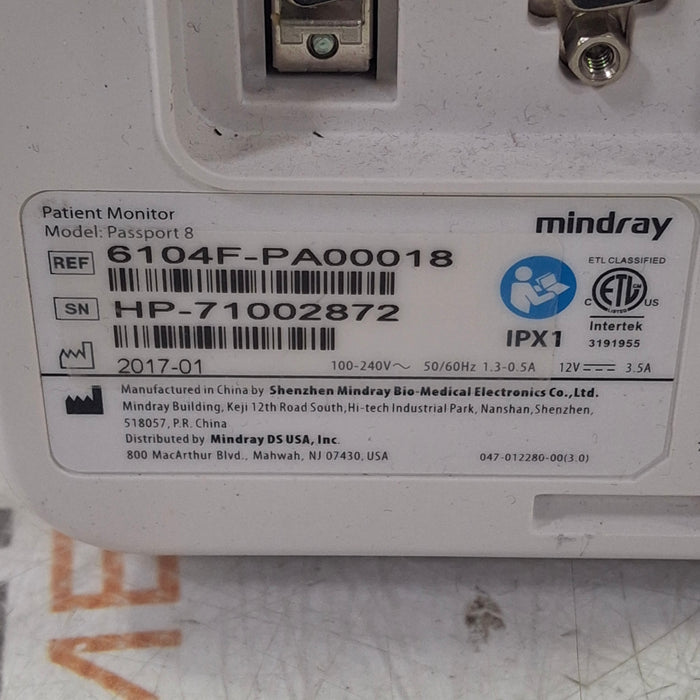 Patient Monitor
Model: Passport 8
mindray
REF 6104F-PA00018
SN HP-71002872
ETL CLASSIFIED
C ETL US
LISTED
Intertek
3191955
IPX1
2017-01
100-240V~ 50/60Hz 1.3-0.5A 12V⎓ 3.5A
Manufactured in China by Shenzhen Mindray Bio-Medical Electronics Co.,Ltd.
Mindray Building, Keji 12th Road South,Hi-tech Industrial Park, Nanshan,Shenzhen,
518057, P.R. China
Distributed by Mindray DS USA, Inc.
800 MacArthur Blvd., Mahwah, NJ 07430, USA
047-012280-00(3.0)